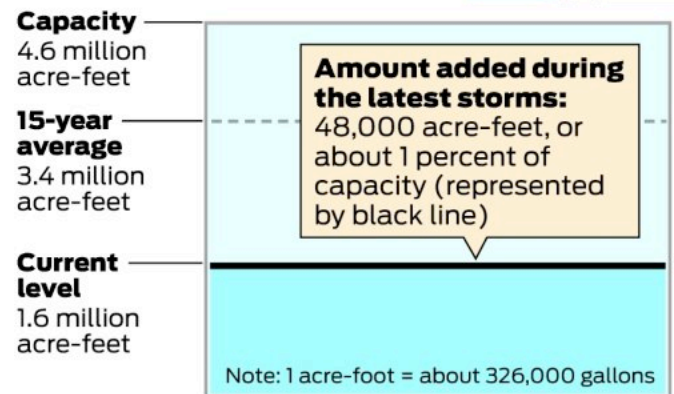 Capacity
4.6 million
acre-feet
15-year
average
3.4 million
acre-feet
Current
level
1.6 million
acre-feet
Amount added during
the latest storms:
48,000 acre-feet, or
about 1 percent of
capacity (represented
by black line)
Note: 1 acre-foot = about 326,000 gallons